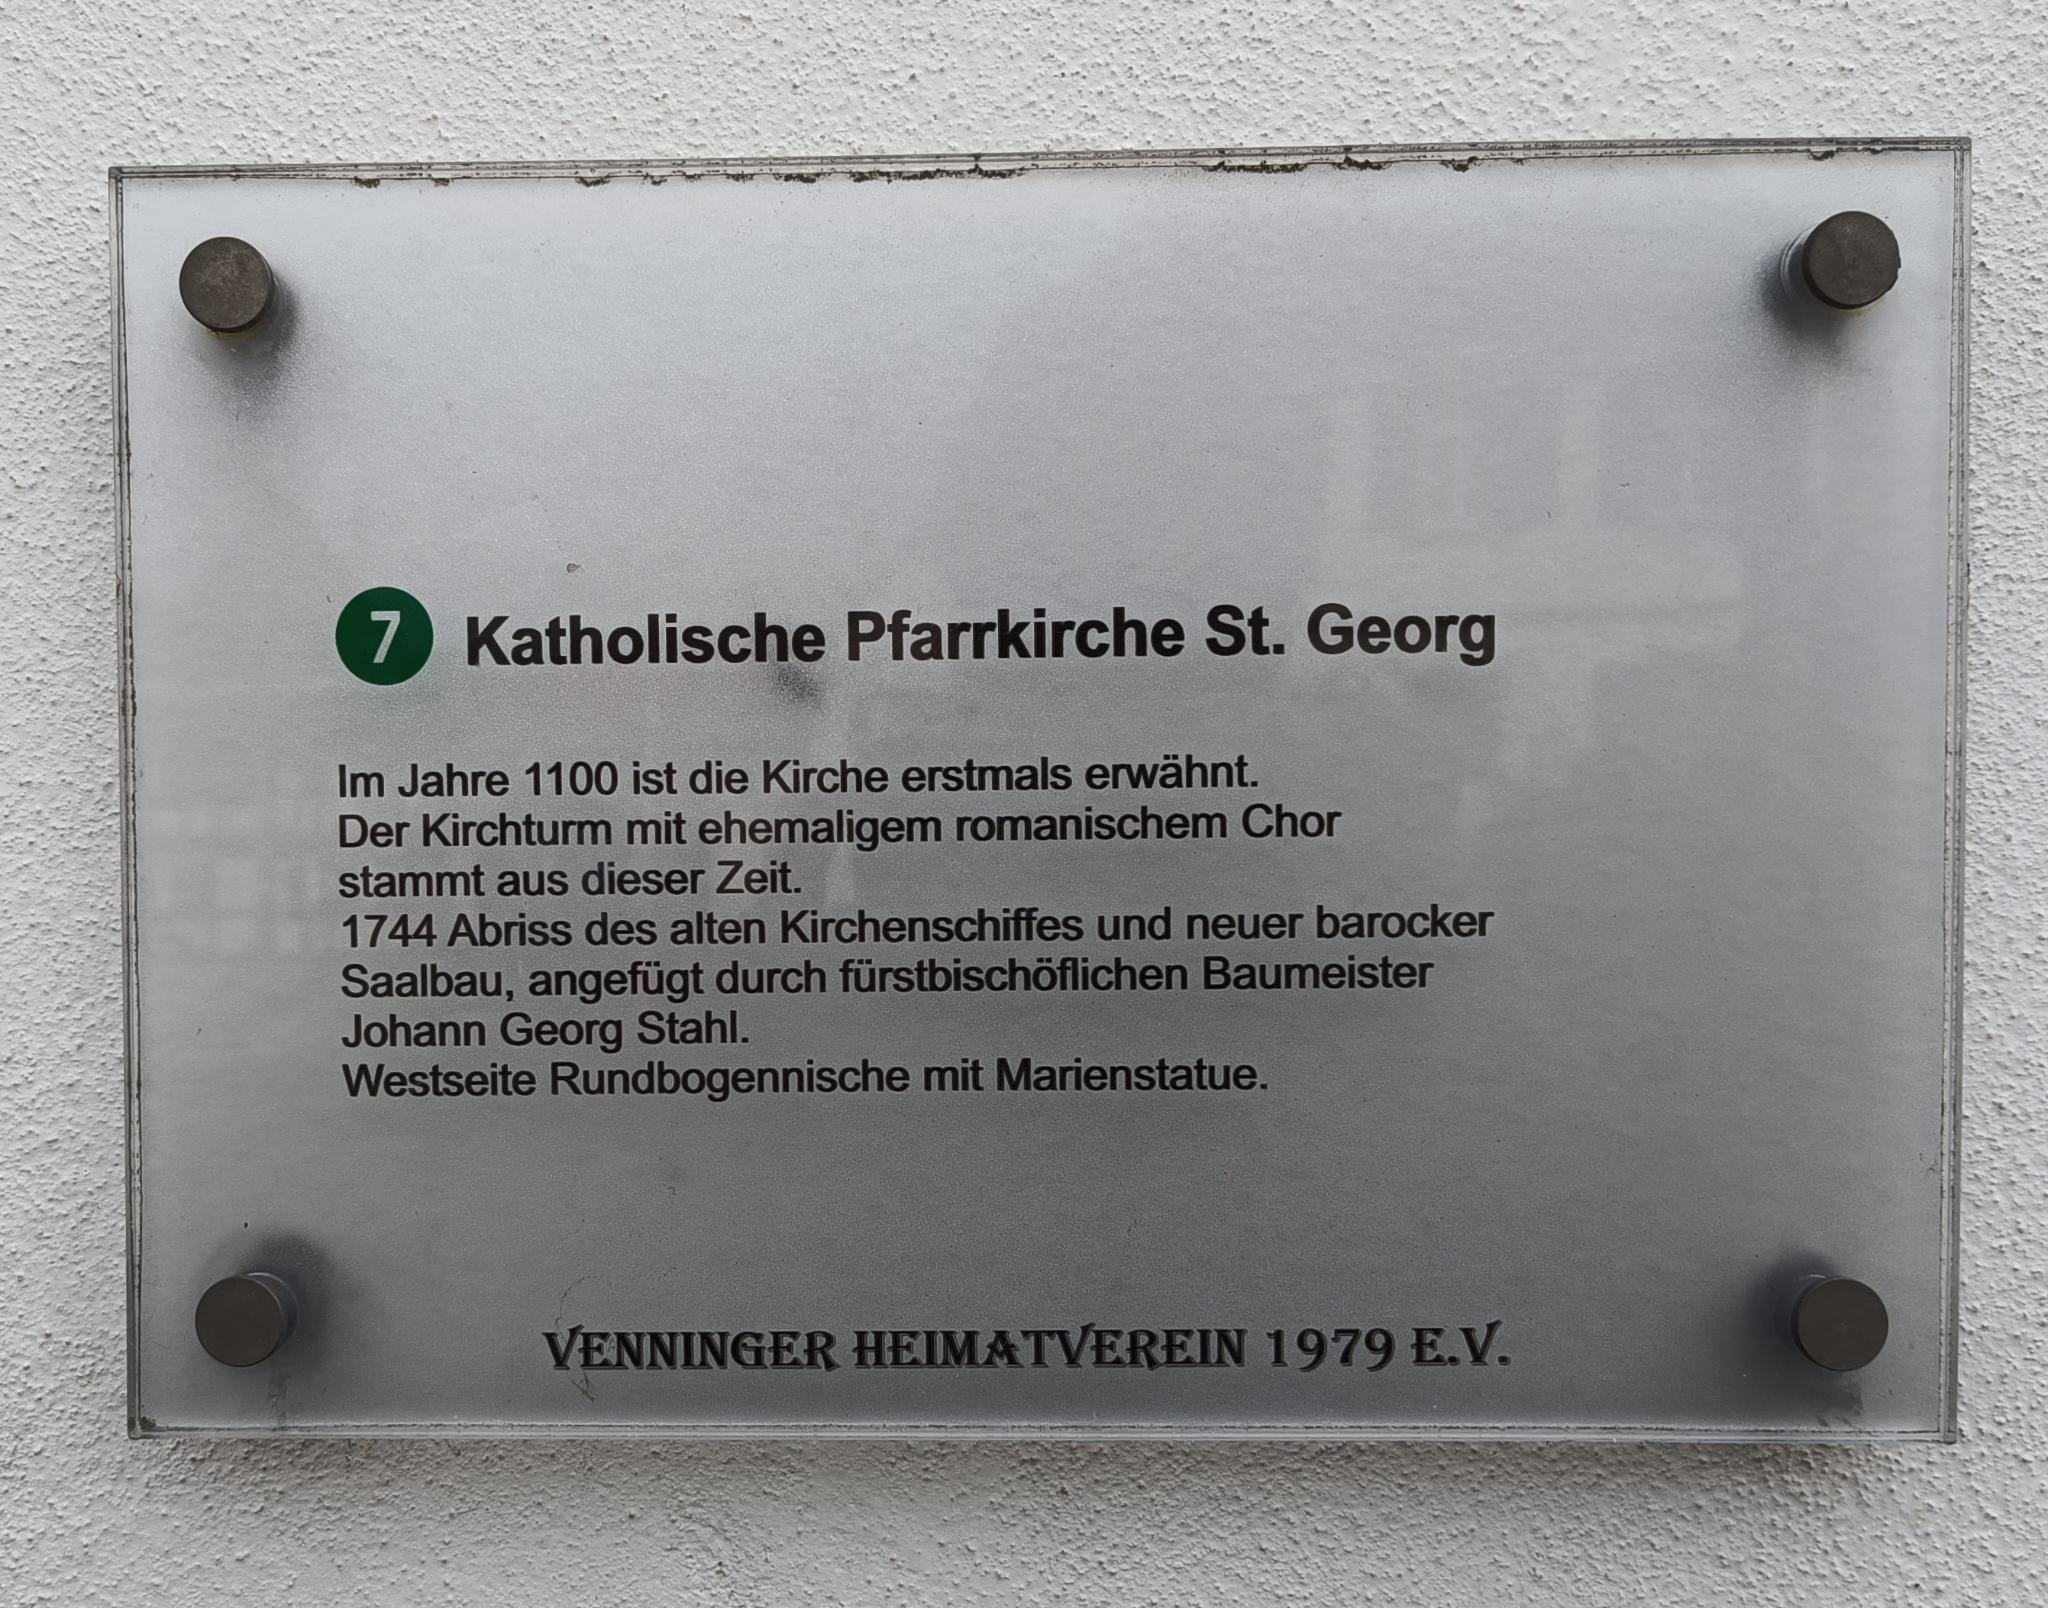 7 Katholische Pfarrkirche St. Georg
Im Jahre 1100 ist die Kirche erstmals erwähnt.
Der Kirchturm mit ehemaligem romanischem Chor
stammt aus dieser Zeit.
1744 Abriss des alten Kirchenschiffes und neuer barocker
Saalbau, angefügt durch fürstbischöflichen Baumeister
Johann Georg Stahl.
Westseite Rundbogennische mit Marienstatue.
VENNINGER HEIMATVEREIN 1979 E.V.